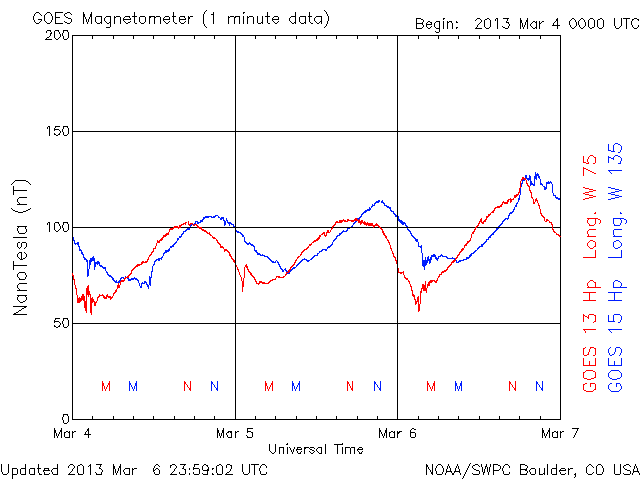 GOES Magnetometer (1 minute data)
Begin: 2013 Mar 4 0000 UTC
200
150
100
50
0
NanoTesla (nT)
M M N N M M N N M M N N
Mar 4 Mar 5 Mar 6 Mar 7
Universal Time
GOES 13 Hp Long. W 75
GOES 15 Hp Long. W 135
Updated 2013 Mar 6 23:59:02 UTC
NOAA/SWPC Boulder, CO USA